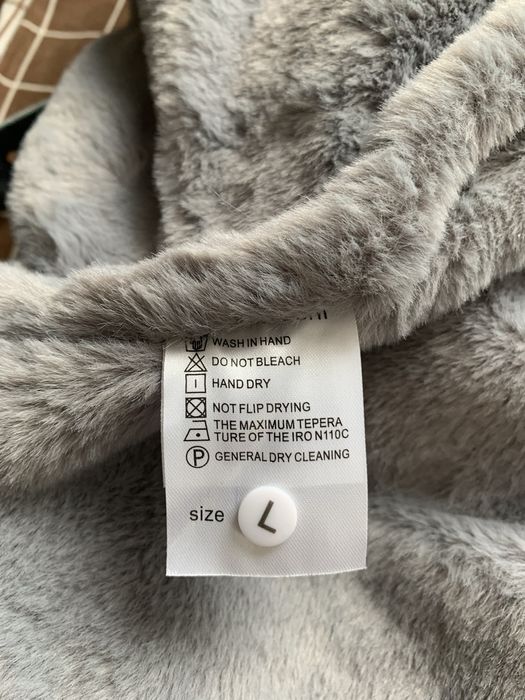 WASH IN HAND
DO NOT BLEACH
HAND DRY
NOT FLIP DRYING
THE MAXIMUM TEPERA
TURE OF THE IRO N110C
P GENERAL DRY CLEANING
size L